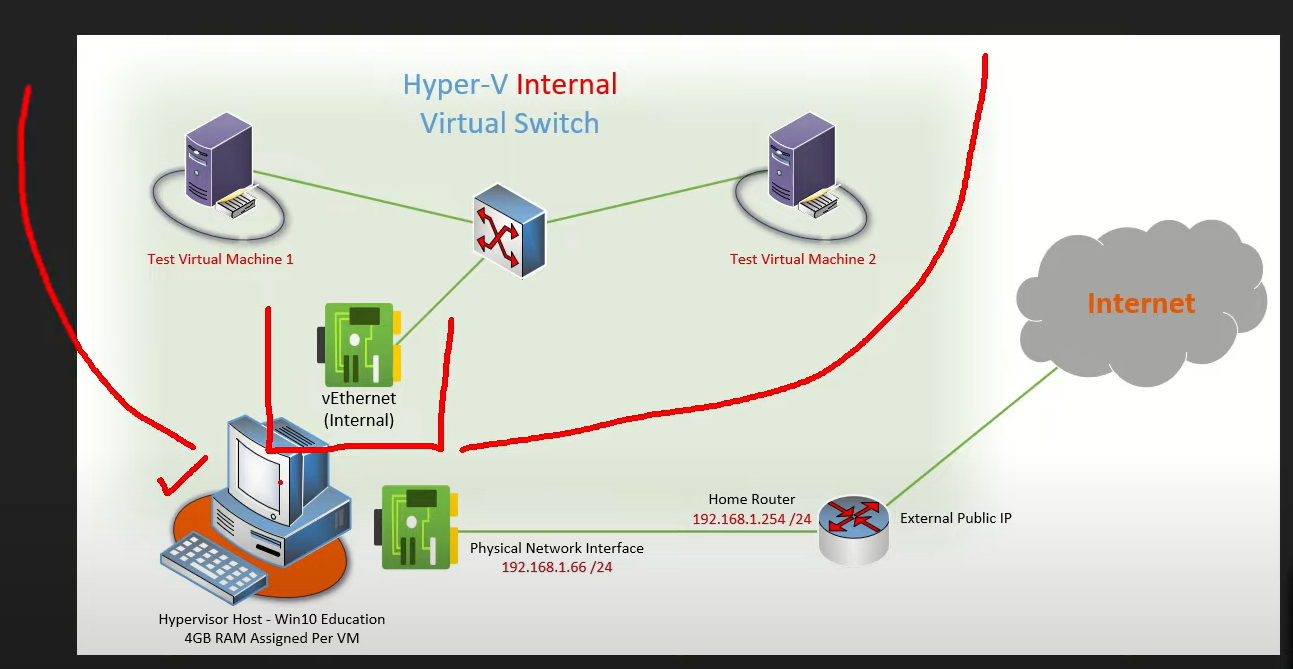 Hyper-V Internal
Virtual Switch
Test Virtual Machine 1
Test Virtual Machine 2
Internet
vEthernet
(Internal)
Home Router
192.168.1.254 /24
External Public IP
Physical Network Interface
192.168.1.66 /24
Hypervisor Host - Win10 Education
4GB RAM Assigned Per VM